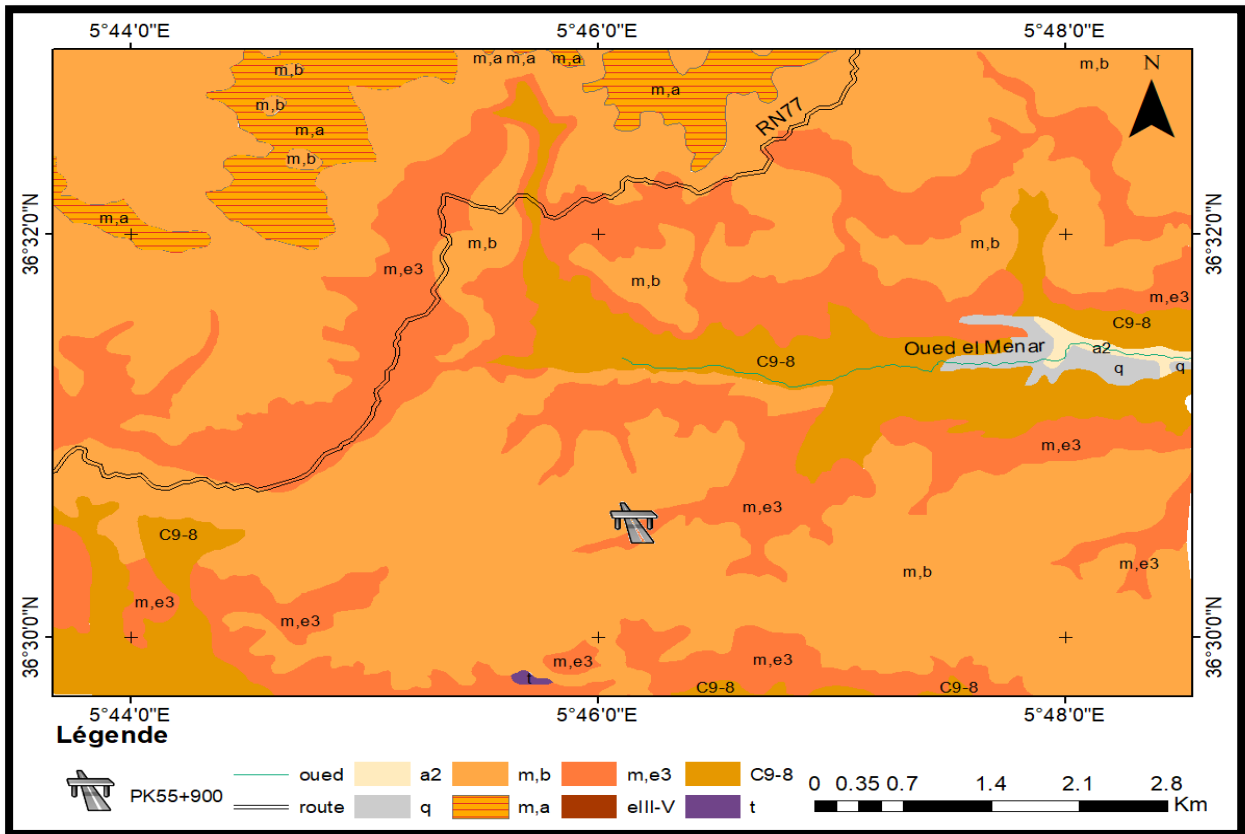 5°44'0"E 5°46'0"E 5°48'0"E
m,a m,a m,a
m,b m,b N
m,b m,a
m,a RN77
m,b
m,a
36°32'0"N 36°32'0"N
m,b m,b
m,e3 m,b
m,e3
C9-8
Oued el Menar a2
C9-8 q q
m,e3
m,e3
C9-8
m,e3 m,b
m,e3
m,e3
36°30'0"N 36°30'0"N
m,e3 m,e3
t
C9-8 C9-8
5°44'0"E 5°46'0"E 5°48'0"E
Légende
PK55+900
oued a2 m,b m,e3 C9-8
route q m,a eIII-V t
0 0.35 0.7 1.4 2.1 2.8
Km